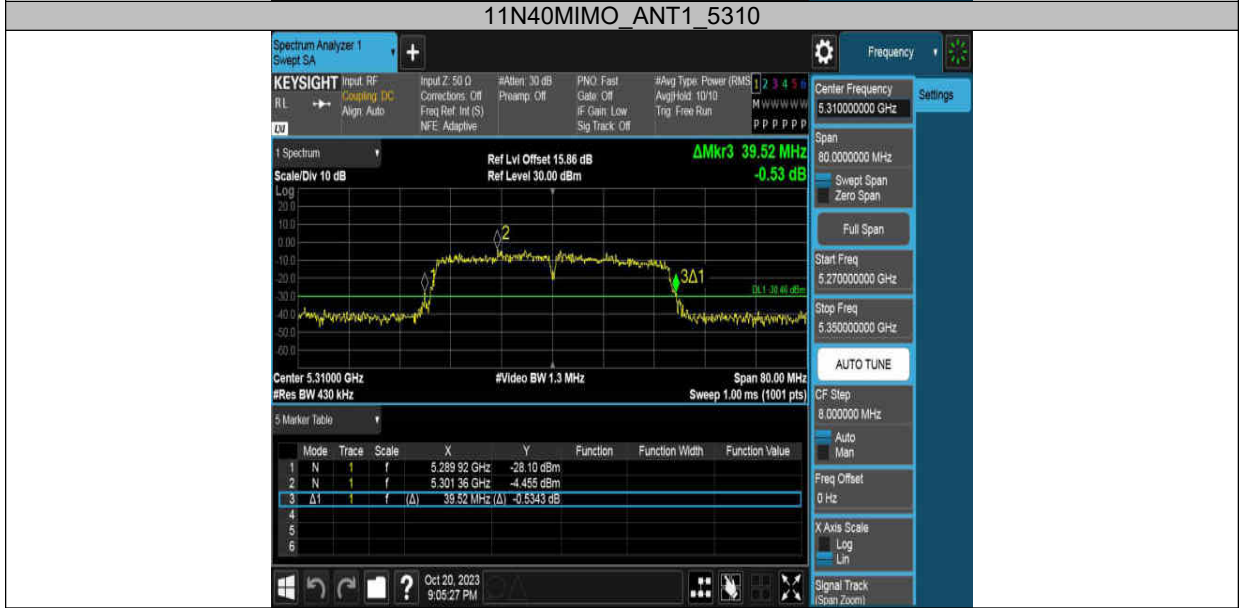 11N40MIMO_ANT1_5310
Spectrum Analyzer 1
Swept SA
Frequency
KEYSIGHT
RL
Input: RF
Coupling: DC
Align: Auto
Input Z: 50 Ω
Corrections: Off
Freq Ref: Int (S)
NFE: Adaptive
#Atten: 30 dB
Preamp: Off
PNO: Fast
Gate: Off
IF Gain: Low
Sig Track: Off
#Avg Type: Power (RMS
Avg|Hold: 10/10
Trig: Free Run
1 2 3 4 5 6
M W W W W W
P P P P P P
Center Frequency
5.310000000 GHz
Settings
Span
80.0000000 MHz
Swept Span
Zero Span
Full Span
Start Freq
5.270000000 GHz
Stop Freq
5.350000000 GHz
AUTO TUNE
CF Step
8.000000 MHz
Auto
Man
Freq Offset
0 Hz
X Axis Scale
Log
Lin
Signal Track
(Span Zoom)
1 Spectrum
Scale/Div 10 dB
Ref Lvl Offset 15.86 dB
Ref Level 30.00 dBm
ΔMkr3 39.52 MHz
-0.53 dB
Log
20.0
10.0
0.00
-10.0
-20.0
-30.0
-40.0
-50.0
-60.0
1
2
3Δ1
DL1 -30.46 dBm
Center 5.31000 GHz
#Res BW 430 kHz
#Video BW 1.3 MHz
Span 80.00 MHz
Sweep 1.00 ms (1001 pts)
5 Marker Table
Mode Trace Scale X Y Function Function Width Function Value
1 N 1 f 5.289 92 GHz -28.10 dBm
2 N 1 f 5.301 36 GHz -4.455 dBm
3 Δ1 1 f (Δ) 39.52 MHz (Δ) -0.5343 dB
4
5
6
?
Oct 20, 2023
9:05:27 PM